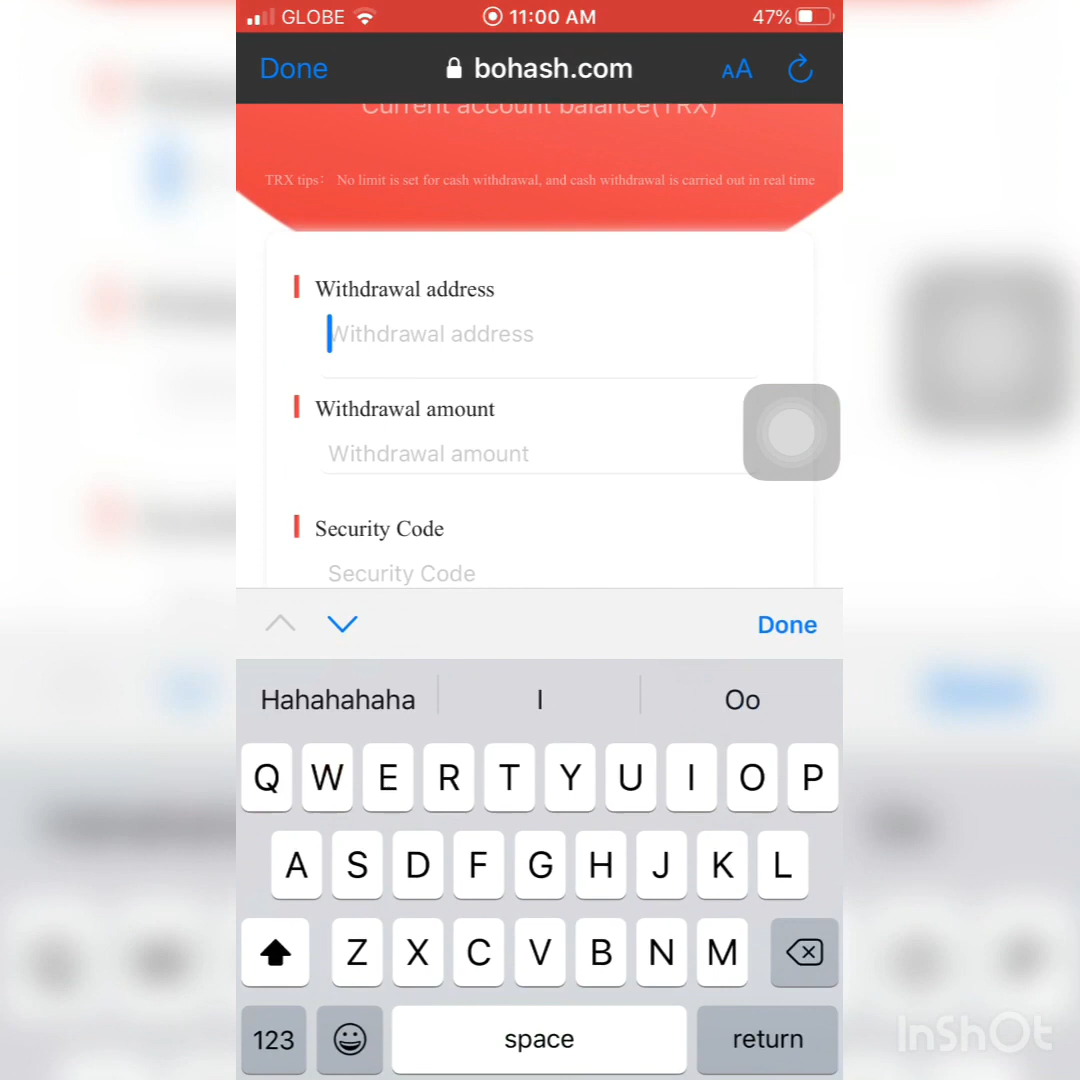 GLOBE 11:00 AM 47%
Done bohash.com AA
Current account balance(TRX)
TRX tips: No limit is set for cash withdrawal, and cash withdrawal is carried out in real time
Withdrawal address
Withdrawal address
Withdrawal amount
Withdrawal amount
Security Code
Security Code
Done
Hahahahaha I Oo
Q W E R T Y U I O P
A S D F G H J K L
Z X C V B N M
123 space return
InShOt